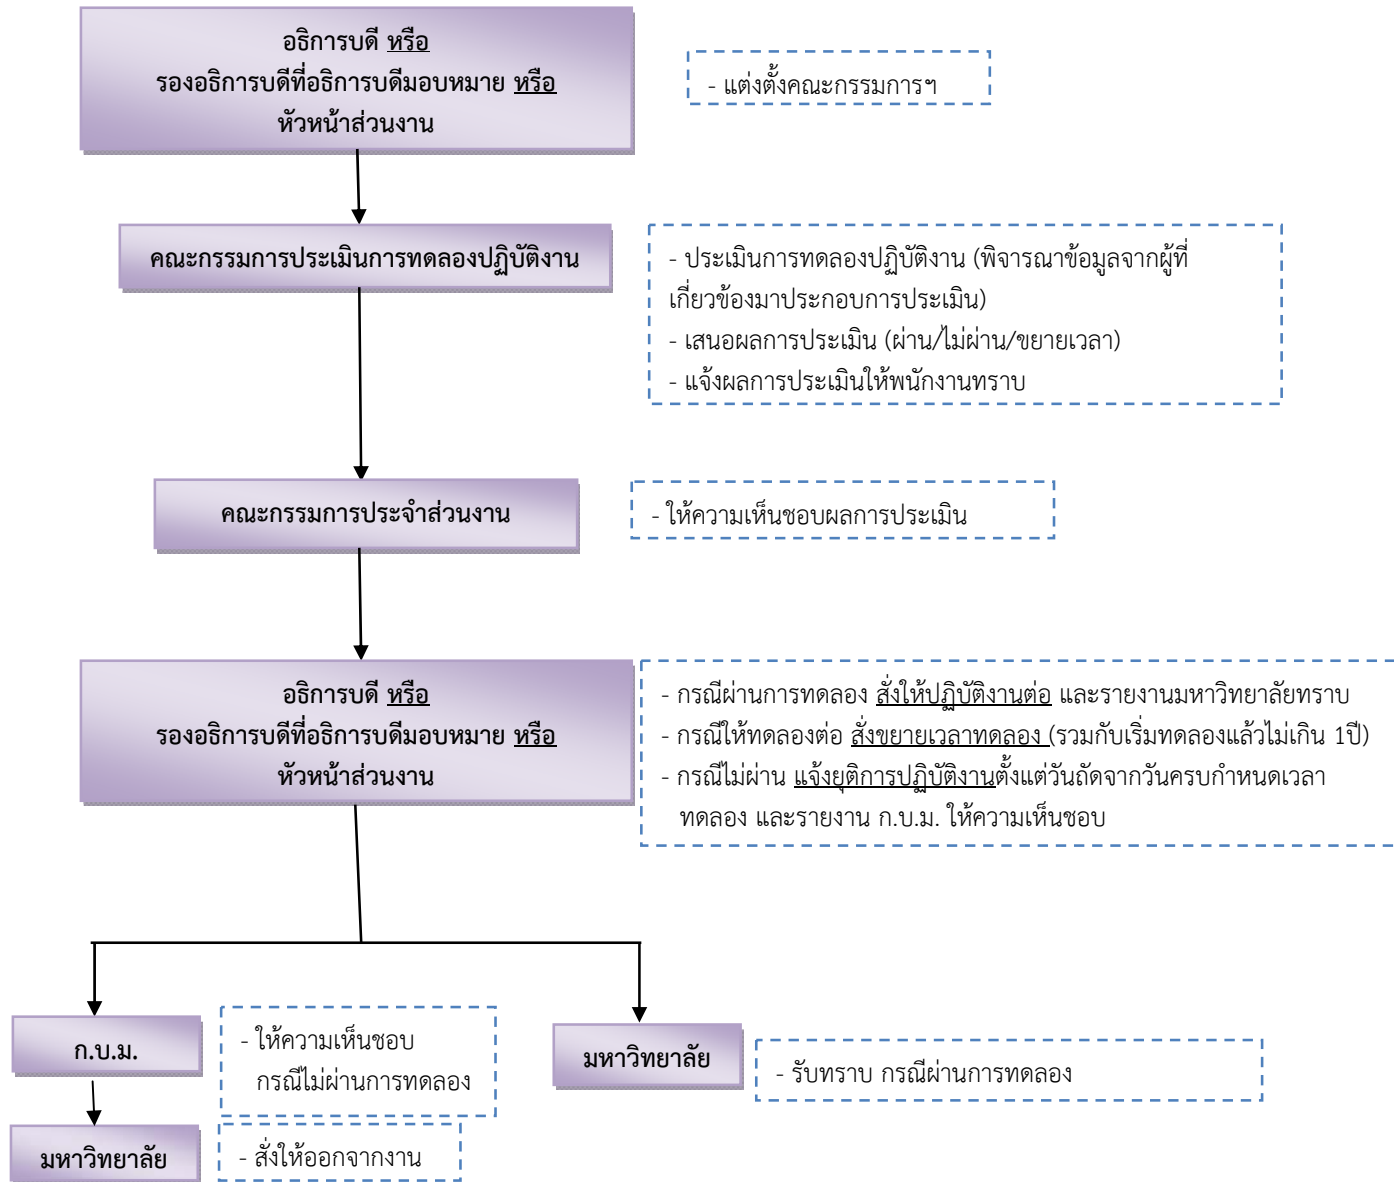 อธิการบดี หรือ
รองอธิการบดีที่อธิการบดีมอบหมาย หรือ
หัวหน้าส่วนงาน
- แต่งตั้งคณะกรรมการฯ
คณะกรรมการประเมินการทดลองปฏิบัติงาน
- ประเมินการทดลองปฏิบัติงาน (พิจารณาข้อมูลจากผู้ที่
เกี่ยวข้องมาประกอบการประเมิน)
- เสนอผลการประเมิน (ผ่าน/ไม่ผ่าน/ขยายเวลา)
- แจ้งผลการประเมินให้พนักงานทราบ
คณะกรรมการประจำส่วนงาน
- ให้ความเห็นชอบผลการประเมิน
อธิการบดี หรือ
รองอธิการบดีที่อธิการบดีมอบหมาย หรือ
หัวหน้าส่วนงาน
- กรณีผ่านการทดลอง สั่งให้ปฏิบัติงานต่อ และรายงานมหาวิทยาลัยทราบ
- กรณีให้ทดลองต่อ สั่งขยายเวลาทดลอง (รวมกับเริ่มทดลองแล้วไม่เกิน 1ปี)
- กรณีไม่ผ่าน แจ้งยุติการปฏิบัติงานตั้งแต่วันถัดจากวันครบกำหนดเวลา
ทดลอง และรายงาน ก.บ.ม. ให้ความเห็นชอบ
ก.บ.ม.
- ให้ความเห็นชอบ
กรณีไม่ผ่านการทดลอง
มหาวิทยาลัย
- รับทราบ กรณีผ่านการทดลอง
มหาวิทยาลัย
- สั่งให้ออกจากงาน